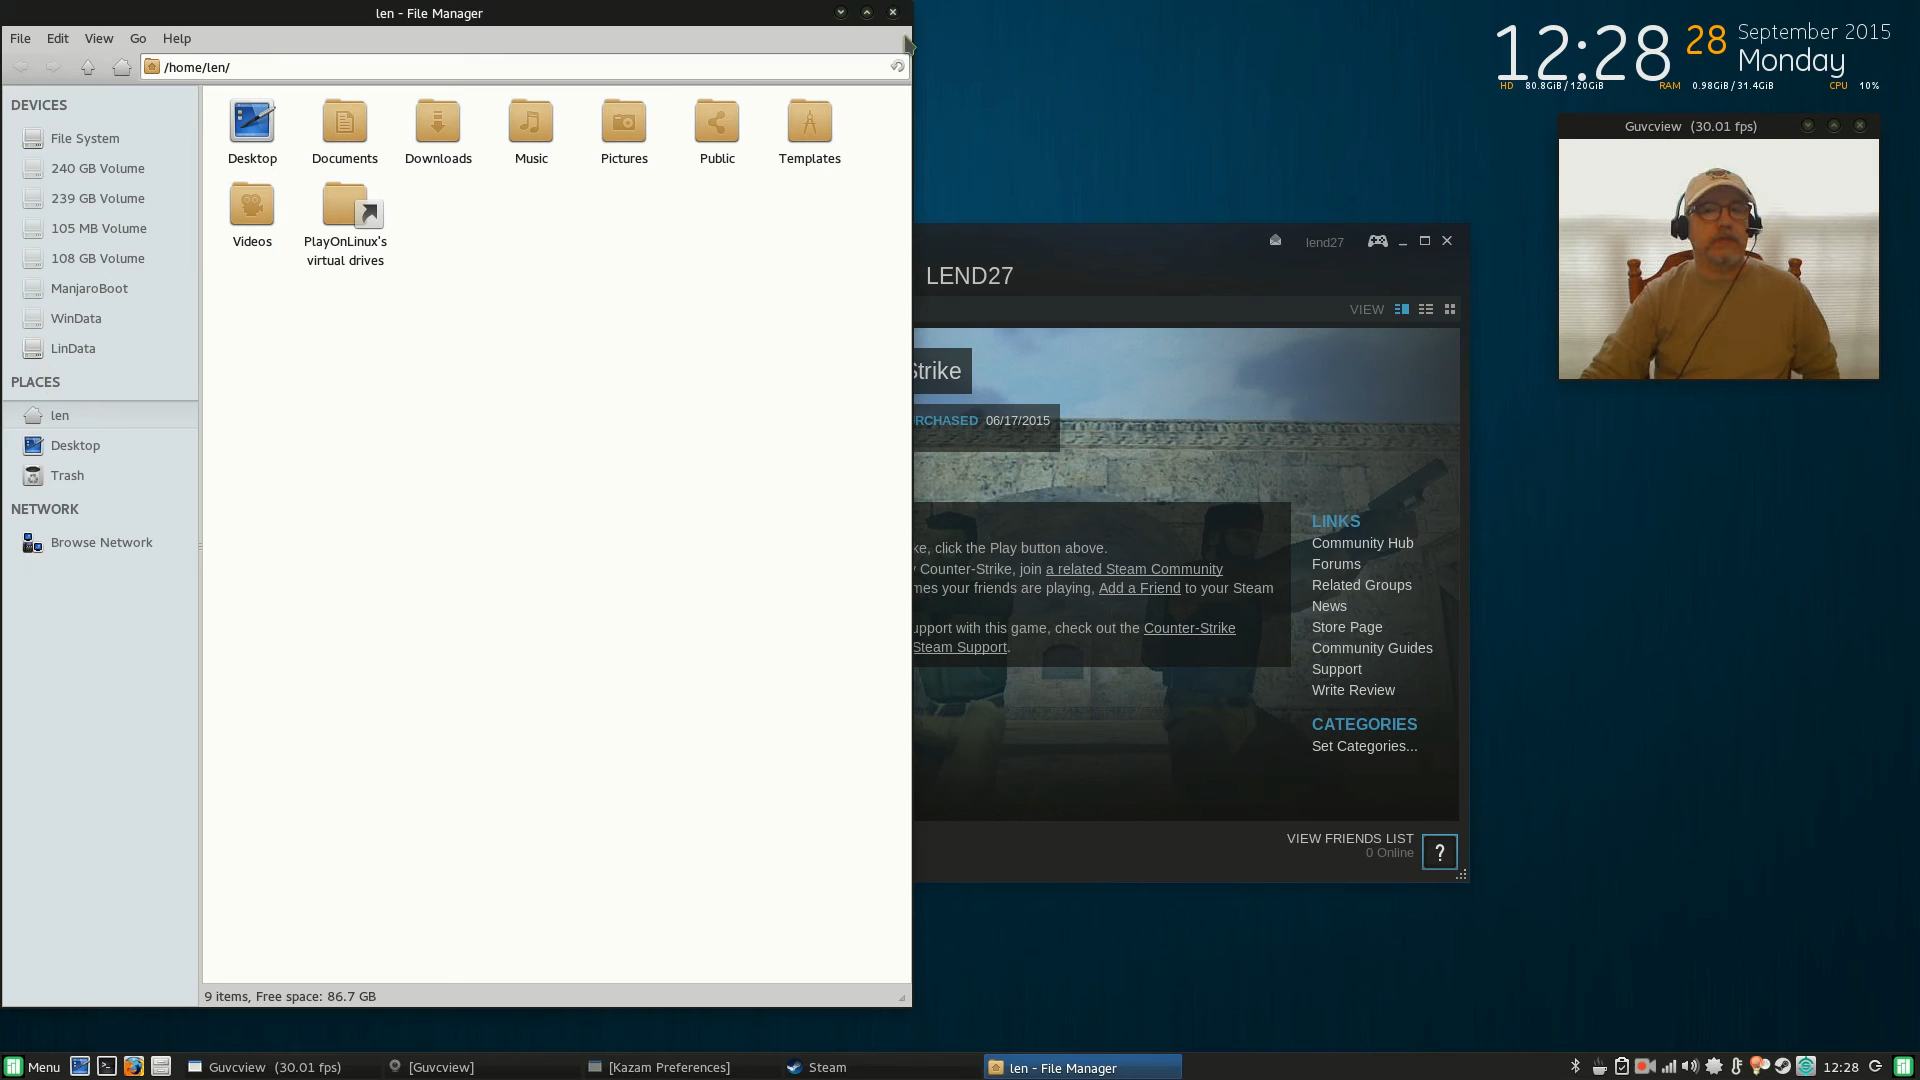 len - File Manager
File Edit View Go Help
/home/len/
DEVICES
File System
240 GB Volume
239 GB Volume
105 MB Volume
108 GB Volume
ManjaroBoot
WinData
LinData
PLACES
len
Desktop
Trash
NETWORK
Browse Network
Desktop Documents Downloads Music Pictures Public Templates
Videos PlayOnLinux's
virtual drives
9 items, Free space: 86.7 GB
12:28 28 September 2015
Monday
HD 80.8GiB / 120GiB RAM 0.98GiB / 31.4GiB CPU 10%
Guvcview (30.01 fps)
lend27
LEND27
VIEW
Strike
RCHASED 06/17/2015
ke, click the Play button above.
Counter-Strike, join a related Steam Community
mes your friends are playing, Add a Friend to your Steam
upport with this game, check out the Counter-Strike
Steam Support.
LINKS
Community Hub
Forums
Related Groups
News
Store Page
Community Guides
Support
Write Review
CATEGORIES
Set Categories...
VIEW FRIENDS LIST
0 Online
?
Menu Guvcview (30.01 fps) [Guvcview] [Kazam Preferences] Steam len - File Manager 12:28